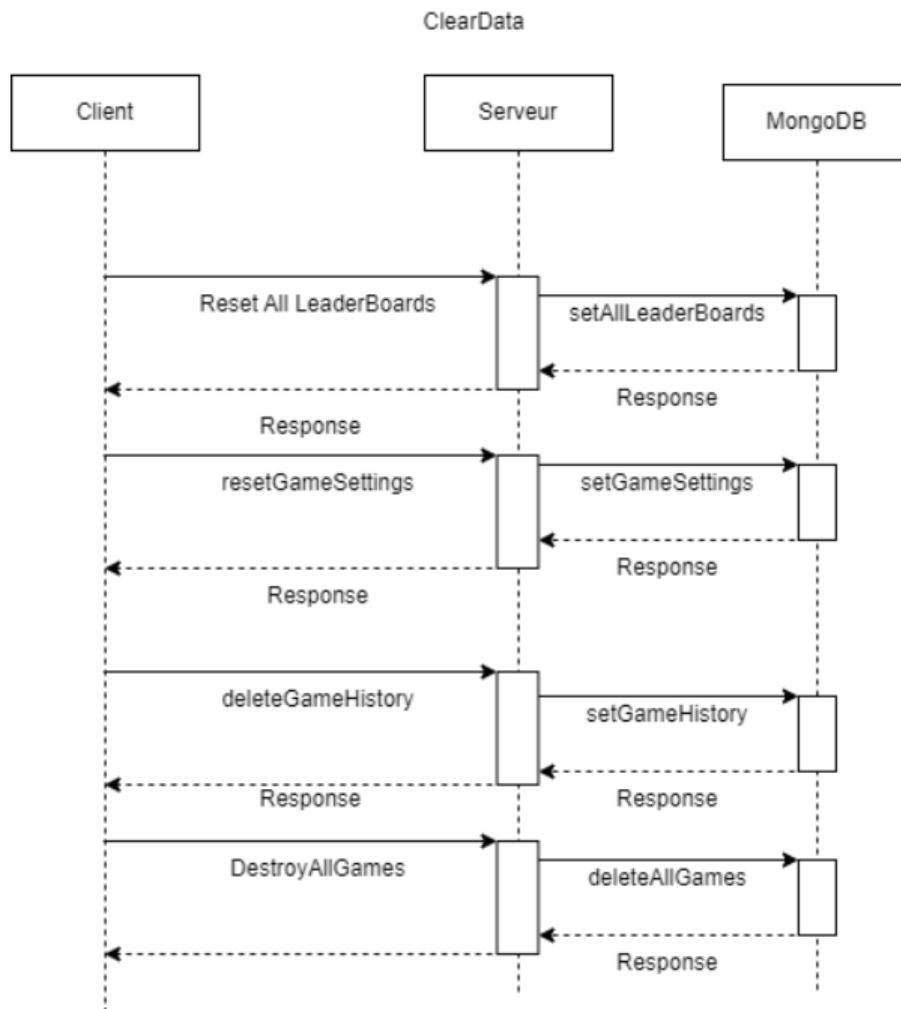 ClearData
Client
Serveur
MongoDB
Reset All LeaderBoards
setAllLeaderBoards
Response
Response
resetGameSettings
setGameSettings
Response
Response
deleteGameHistory
setGameHistory
Response
Response
DestroyAllGames
deleteAllGames
Response